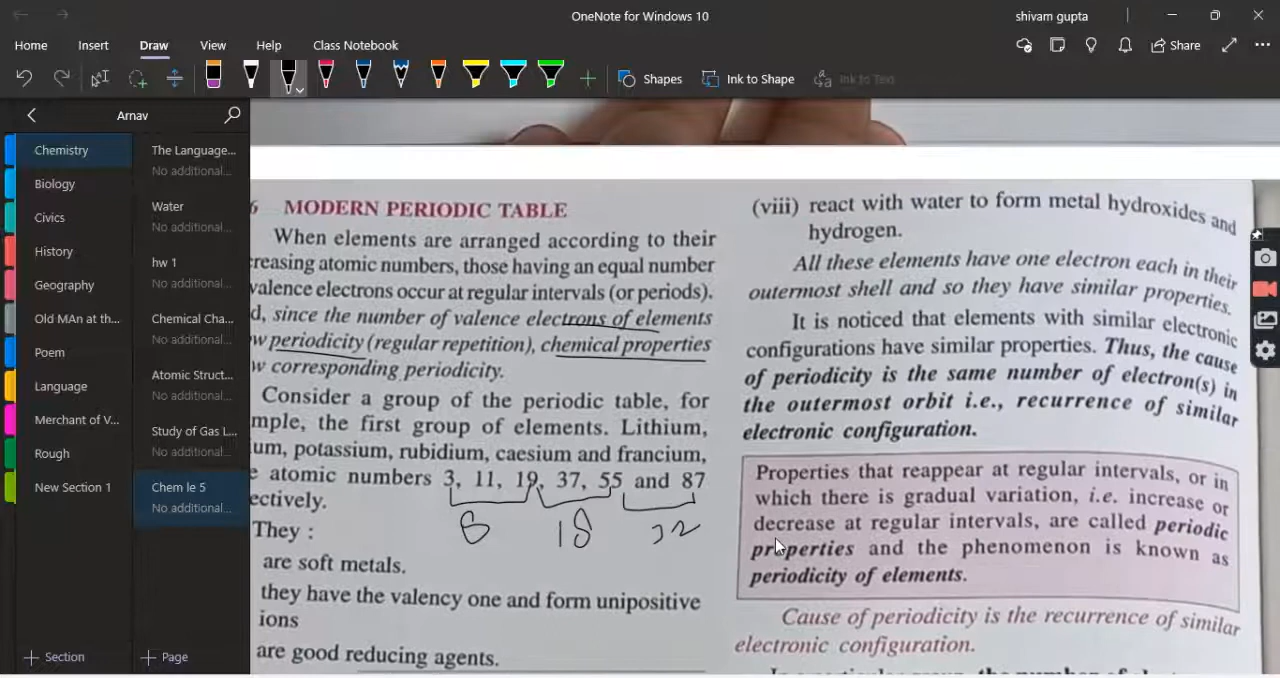 OneNote for Windows 10
shivam gupta
Home Insert Draw View Help Class Notebook
Share
Shapes
Ink to Shape
Ink to Text
Arnav
Chemistry
Biology
Civics
History
Geography
Old MAn at th...
Poem
Language
Merchant of V...
Rough
New Section 1
Section
The Language...
No additional...
Water
No additional...
hw 1
No additional...
Chemical Cha...
No additional...
Atomic Struct...
No additional...
Study of Gas L...
No additional...
Chem le 5
No additional...
Page
6 MODERN PERIODIC TABLE
When elements are arranged according to their
reasing atomic numbers, those having an equal number
valence electrons occur at regular intervals (or periods).
d, since the number of valence electrons of elements
w periodicity (regular repetition), chemical properties
w corresponding periodicity.
Consider a group of the periodic table, for
mple, the first group of elements. Lithium,
um, potassium, rubidium, caesium and francium,
e atomic numbers 3, 11, 19, 37, 55 and 87
ectively.
8 18 32
They :
are soft metals.
they have the valency one and form unipositive
ions
are good reducing agents.
(viii) react with water to form metal hydroxides and
hydrogen.
All these elements have one electron each in their
outermost shell and so they have similar properties.
It is noticed that elements with similar electronic
configurations have similar properties. Thus, the cause
of periodicity is the same number of electron(s) in
the outermost orbit i.e., recurrence of similar
electronic configuration.
Properties that reappear at regular intervals, or in
which there is gradual variation, i.e. increase or
decrease at regular intervals, are called periodic
properties and the phenomenon is known as
periodicity of elements.
Cause of periodicity is the recurrence of similar
electronic configuration.